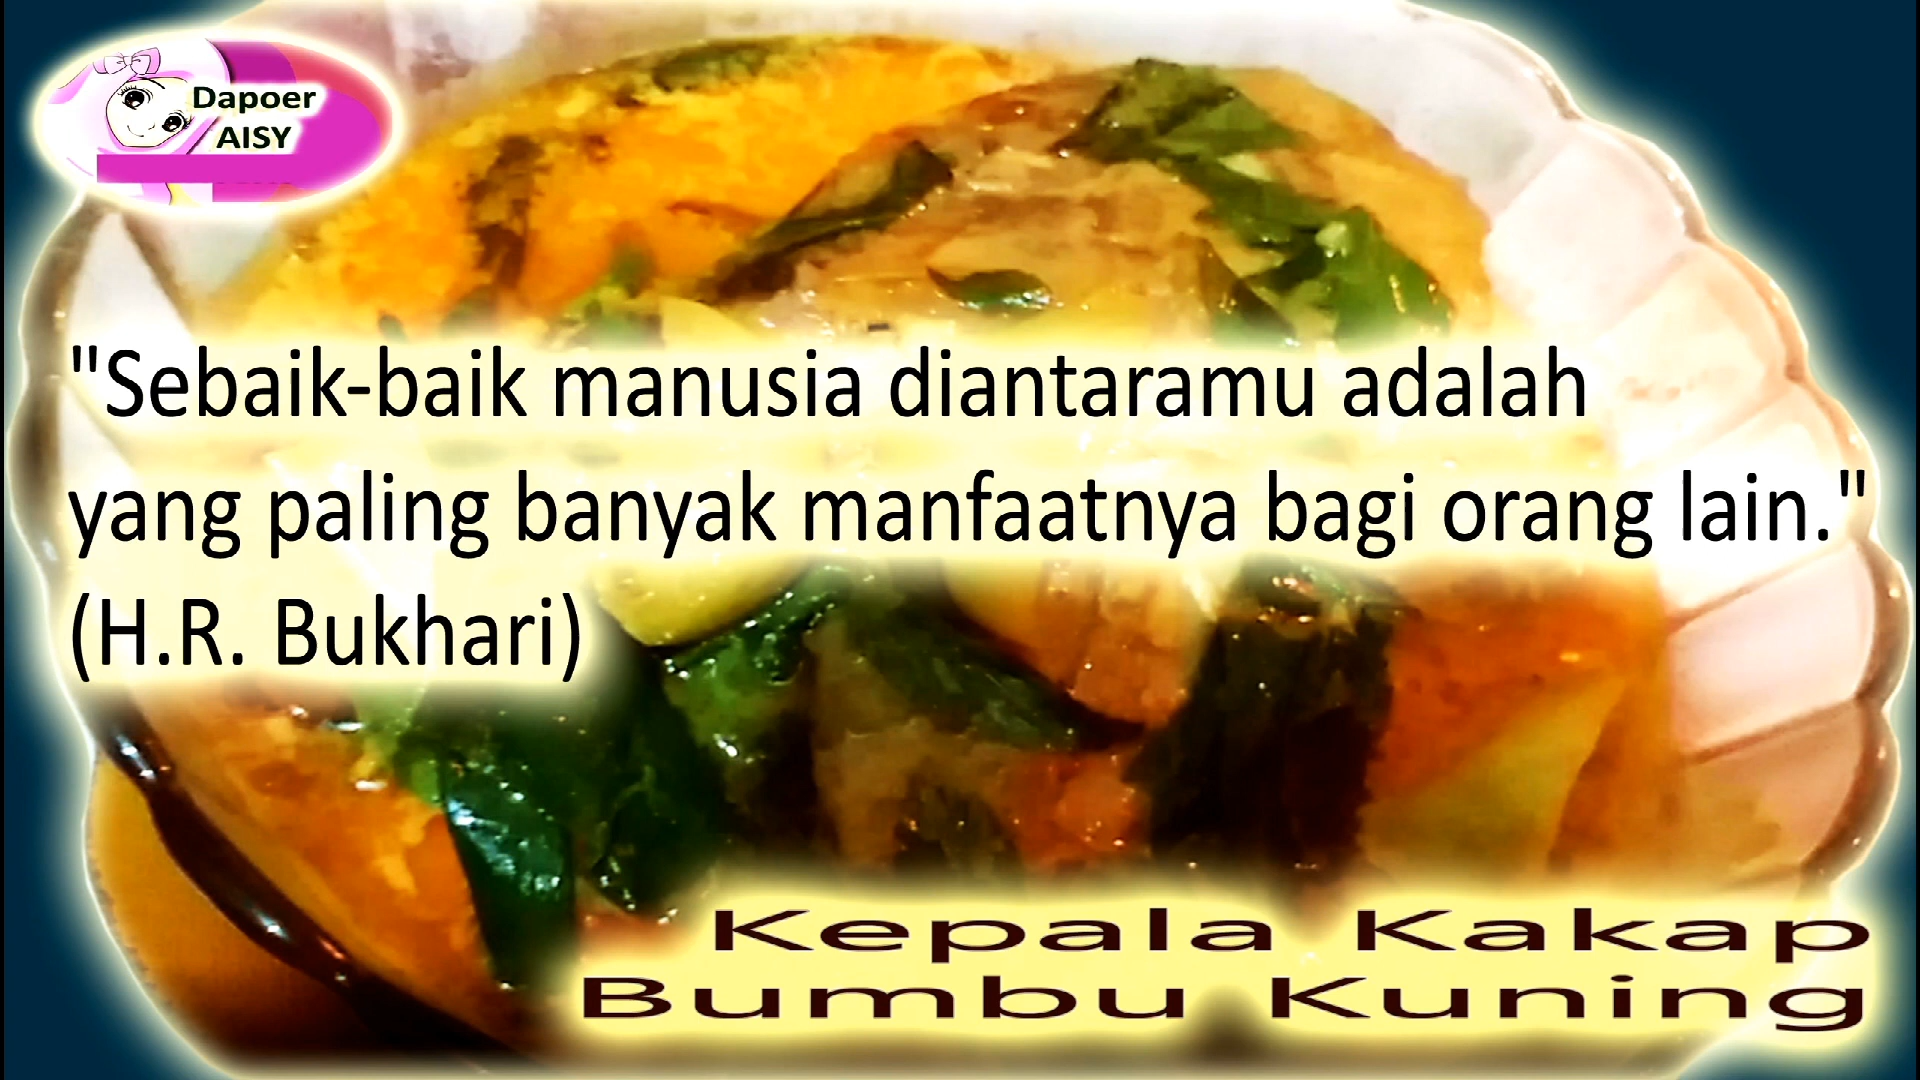 Dapoer
AISY
"Sebaik-baik manusia diantaramu adalah
yang paling banyak manfaatnya bagi orang lain."
(H.R. Bukhari)
Kepala Kakap
Bumbu Kuning